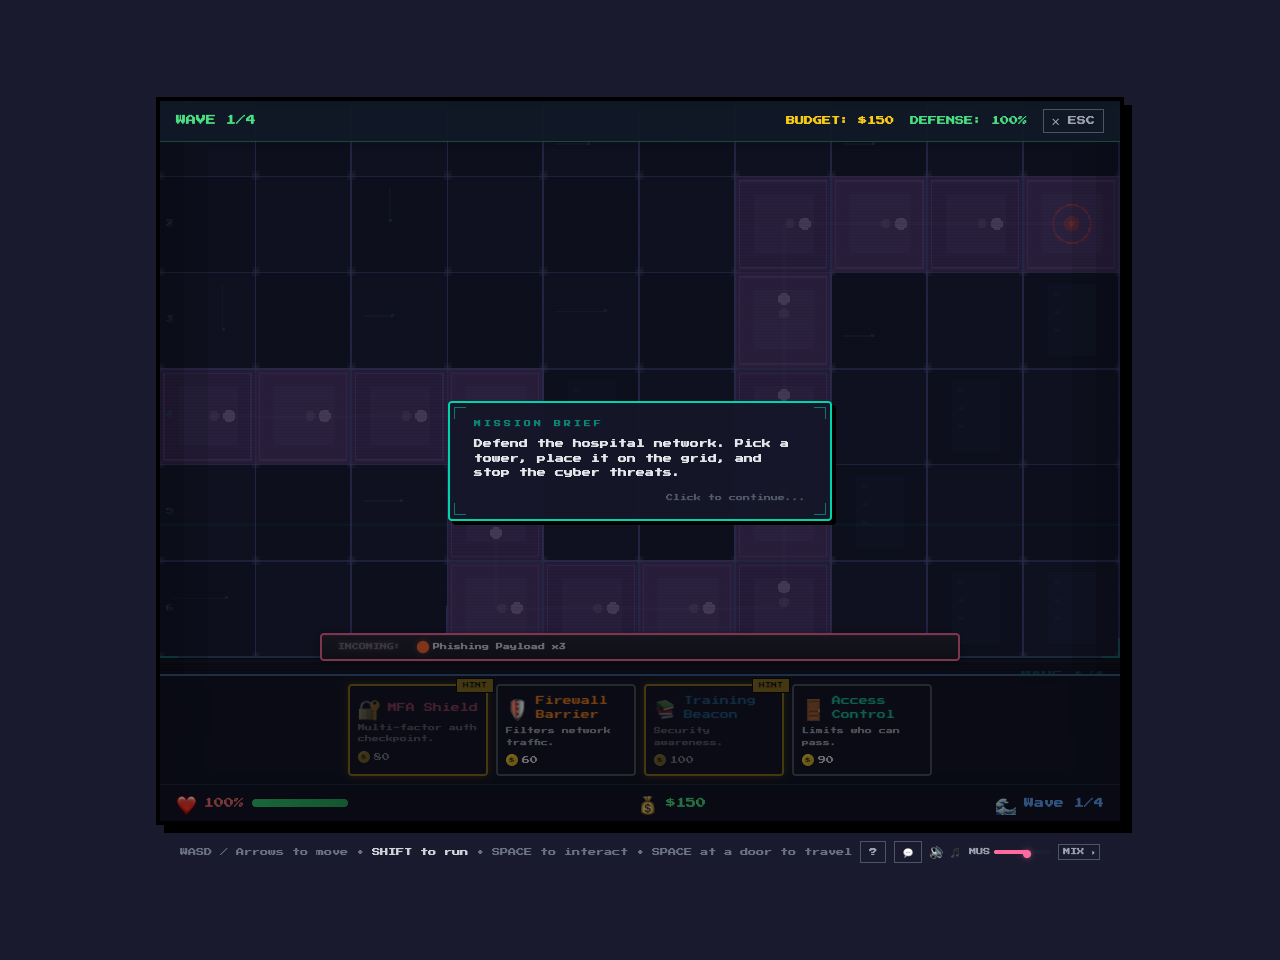 WAVE 1/4
BUDGET: $150 DEFENSE: 100% × ESC
MISSION BRIEF
Defend the hospital network. Pick a
tower, place it on the grid, and
stop the cyber threats.
Click to continue...
INCOMING: Phishing Payload x3
HINT
MFA Shield
Multi-factor auth
checkpoint.
$ 80
Firewall
Barrier
Filters network
traffic.
$ 60
HINT
Training
Beacon
Security
awareness.
$ 100
Access
Control
Limits who can
pass.
$ 90
100%
$150
Wave 1/4
WASD / Arrows to move • SHIFT to run • SPACE to interact • SPACE at a door to travel ? MUS MIX ›